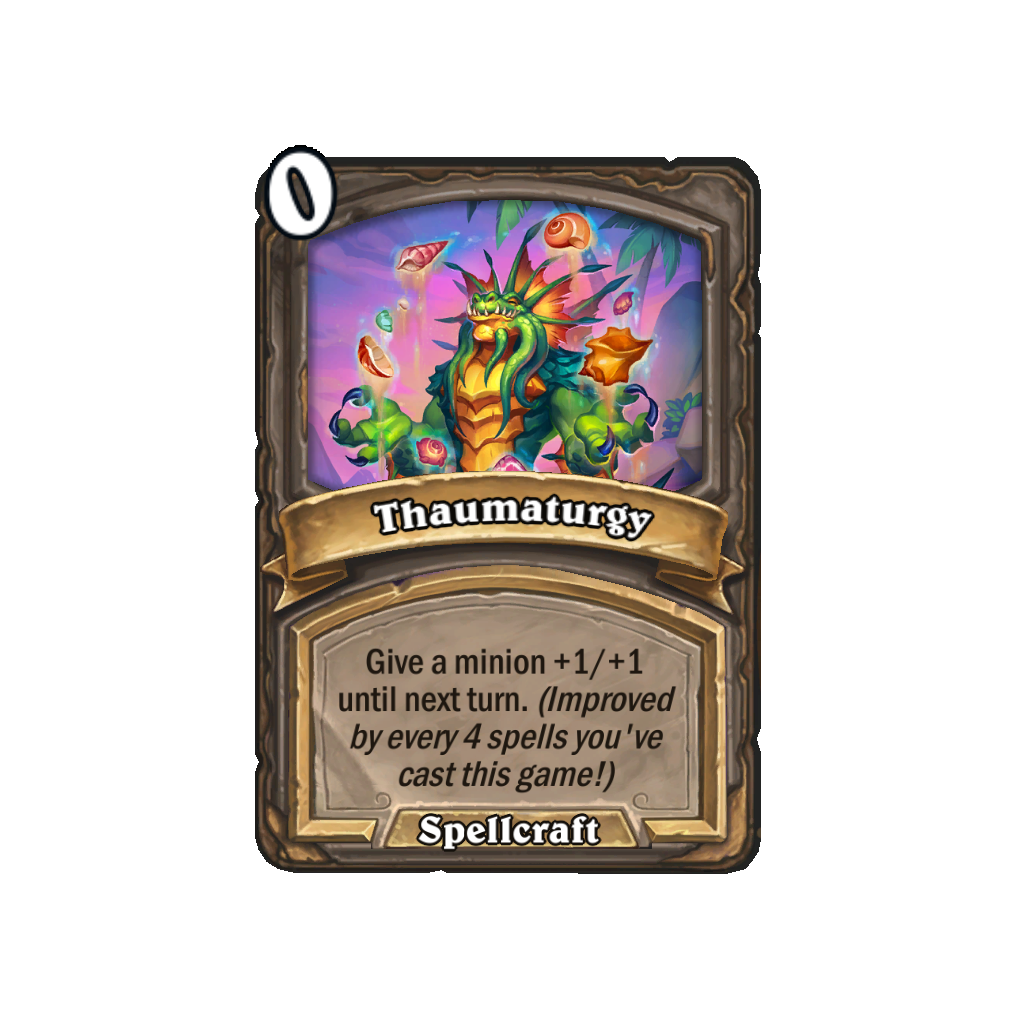 0
Thaumaturgy
Give a minion +1/+1
until next turn. (Improved
by every 4 spells you've
cast this game!)
Spellcraft